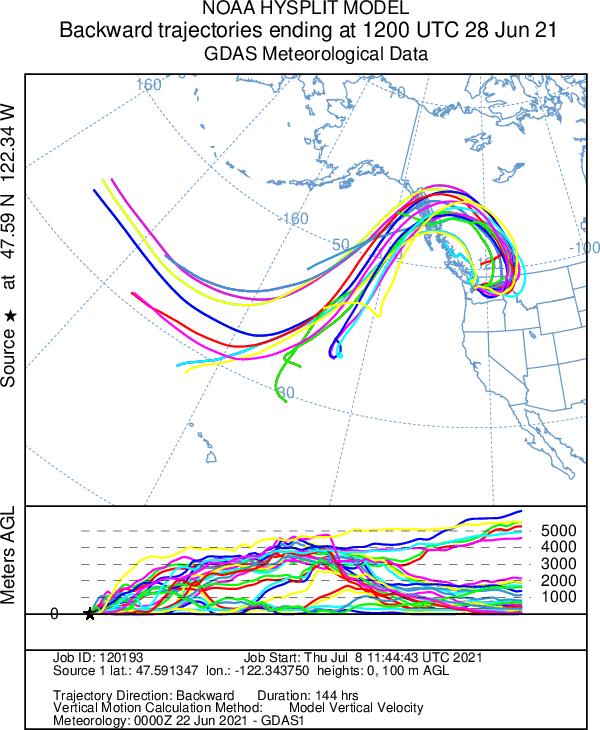 NOAA HYSPLIT MODEL
Backward trajectories ending at 1200 UTC 28 Jun 21
GDAS Meteorological Data
Source ★ at 47.59 N 122.34 W
160
70
-160
50
-100
30
Meters AGL
0
5000
4000
3000
2000
1000
Job ID: 120193 Job Start: Thu Jul 8 11:44:43 UTC 2021
Source 1 lat.: 47.591347 lon.: -122.343750 heights: 0, 100 m AGL
Trajectory Direction: Backward Duration: 144 hrs
Vertical Motion Calculation Method: Model Vertical Velocity
Meteorology: 0000Z 22 Jun 2021 - GDAS1